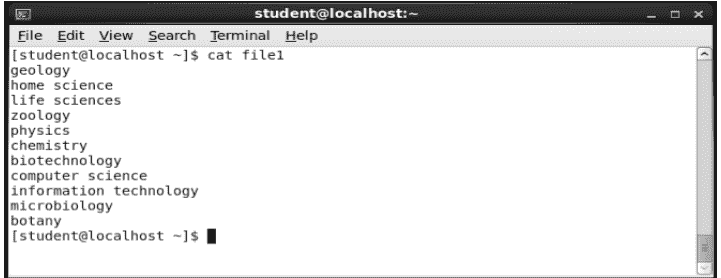 student@localhost:~
File Edit View Search Terminal Help
[student@localhost ~]$ cat file1
geology
home science
life sciences
zoology
physics
chemistry
biotechnology
computer science
information technology
microbiology
botany
[student@localhost ~]$